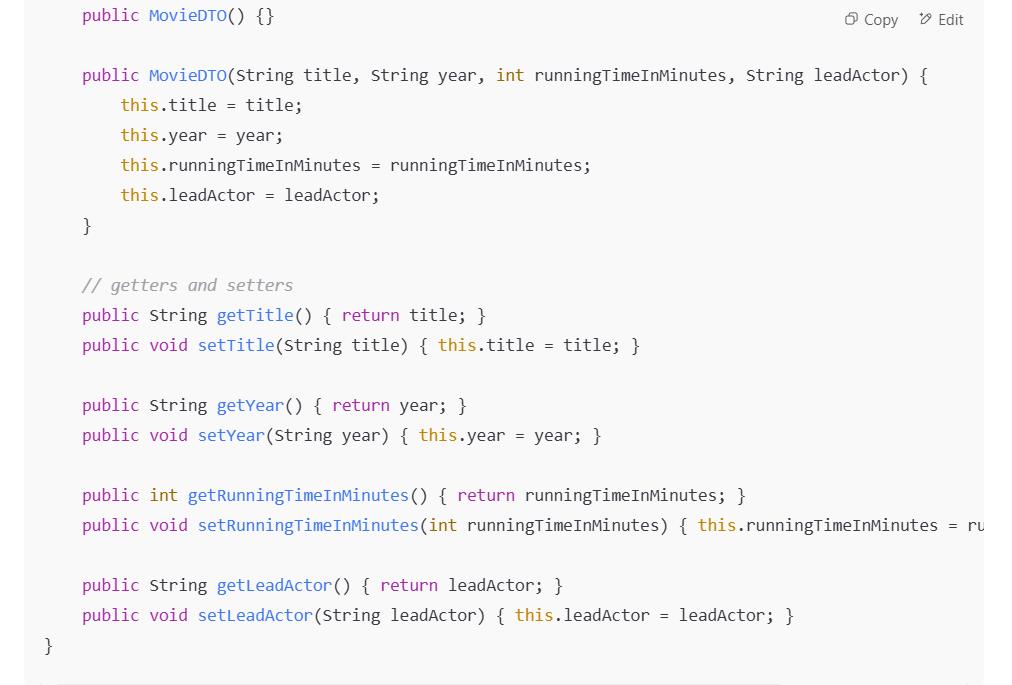 public MovieDTO() {}
Copy Edit
public MovieDTO(String title, String year, int runningTimeInMinutes, String leadActor) {
this.title = title;
this.year = year;
this.runningTimeInMinutes = runningTimeInMinutes;
this.leadActor = leadActor;
}
// getters and setters
public String getTitle() { return title; }
public void setTitle(String title) { this.title = title; }
public String getYear() { return year; }
public void setYear(String year) { this.year = year; }
public int getRunningTimeInMinutes() { return runningTimeInMinutes; }
public void setRunningTimeInMinutes(int runningTimeInMinutes) { this.runningTimeInMinutes = ru
public String getLeadActor() { return leadActor; }
public void setLeadActor(String leadActor) { this.leadActor = leadActor; }
}